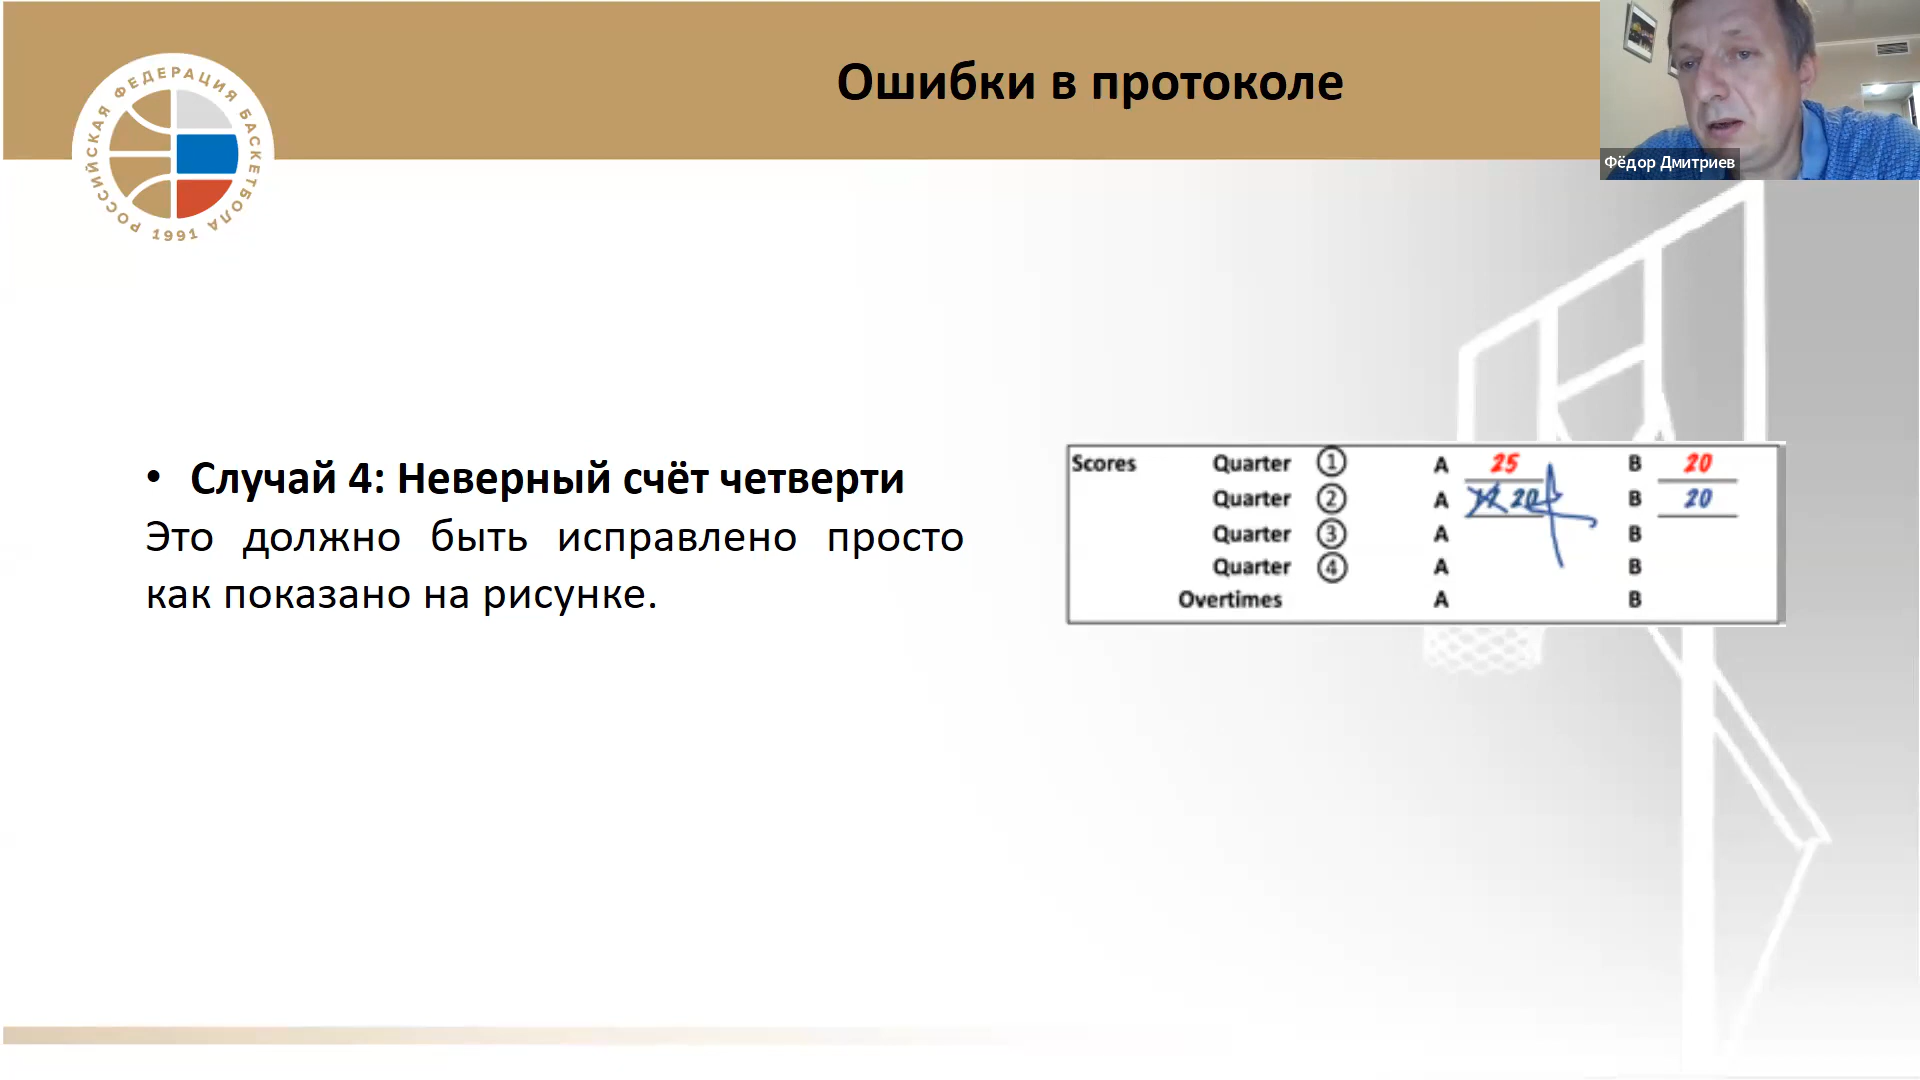 Ошибки в протоколе
РОССИЙСКАЯ ФЕДЕРАЦИЯ БАСКЕТБОЛА
1991
Фёдор Дмитриев
• Случай 4: Неверный счёт четверти
Это должно быть исправлено просто
как показано на рисунке.
Scores Quarter 1 A 25 B 20
Quarter 2 A 20 B 20
Quarter 3 A B
Quarter 4 A B
Overtimes A B